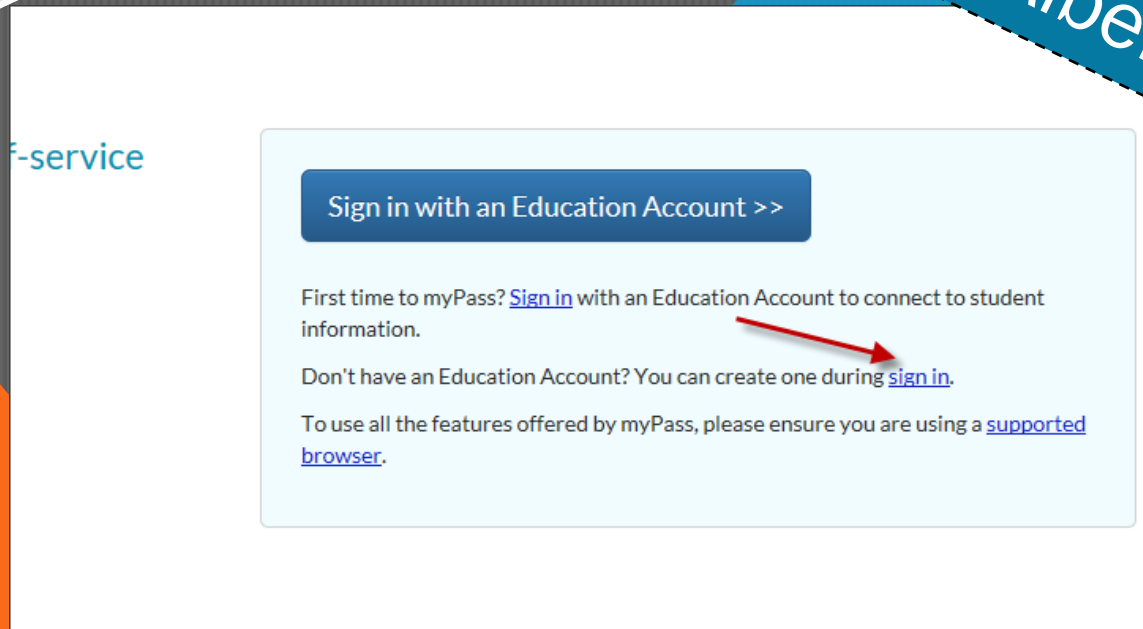 f-service
Sign in with an Education Account >>
First time to myPass? Sign in with an Education Account to connect to student
information.
Don't have an Education Account? You can create one during sign in.
To use all the features offered by myPass, please ensure you are using a supported
browser.